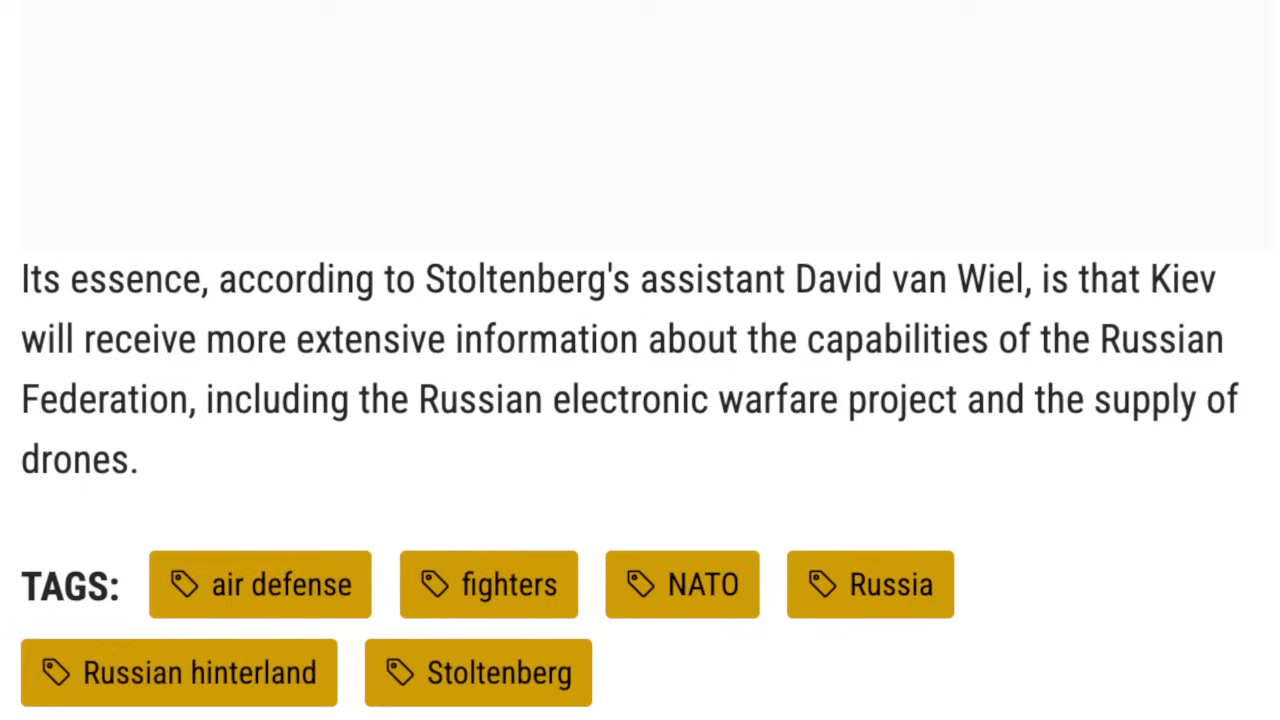 Its essence, according to Stoltenberg's assistant David van Wiel, is that Kiev
will receive more extensive information about the capabilities of the Russian
Federation, including the Russian electronic warfare project and the supply of
drones.
TAGS: air defense fighters NATO Russia
Russian hinterland Stoltenberg